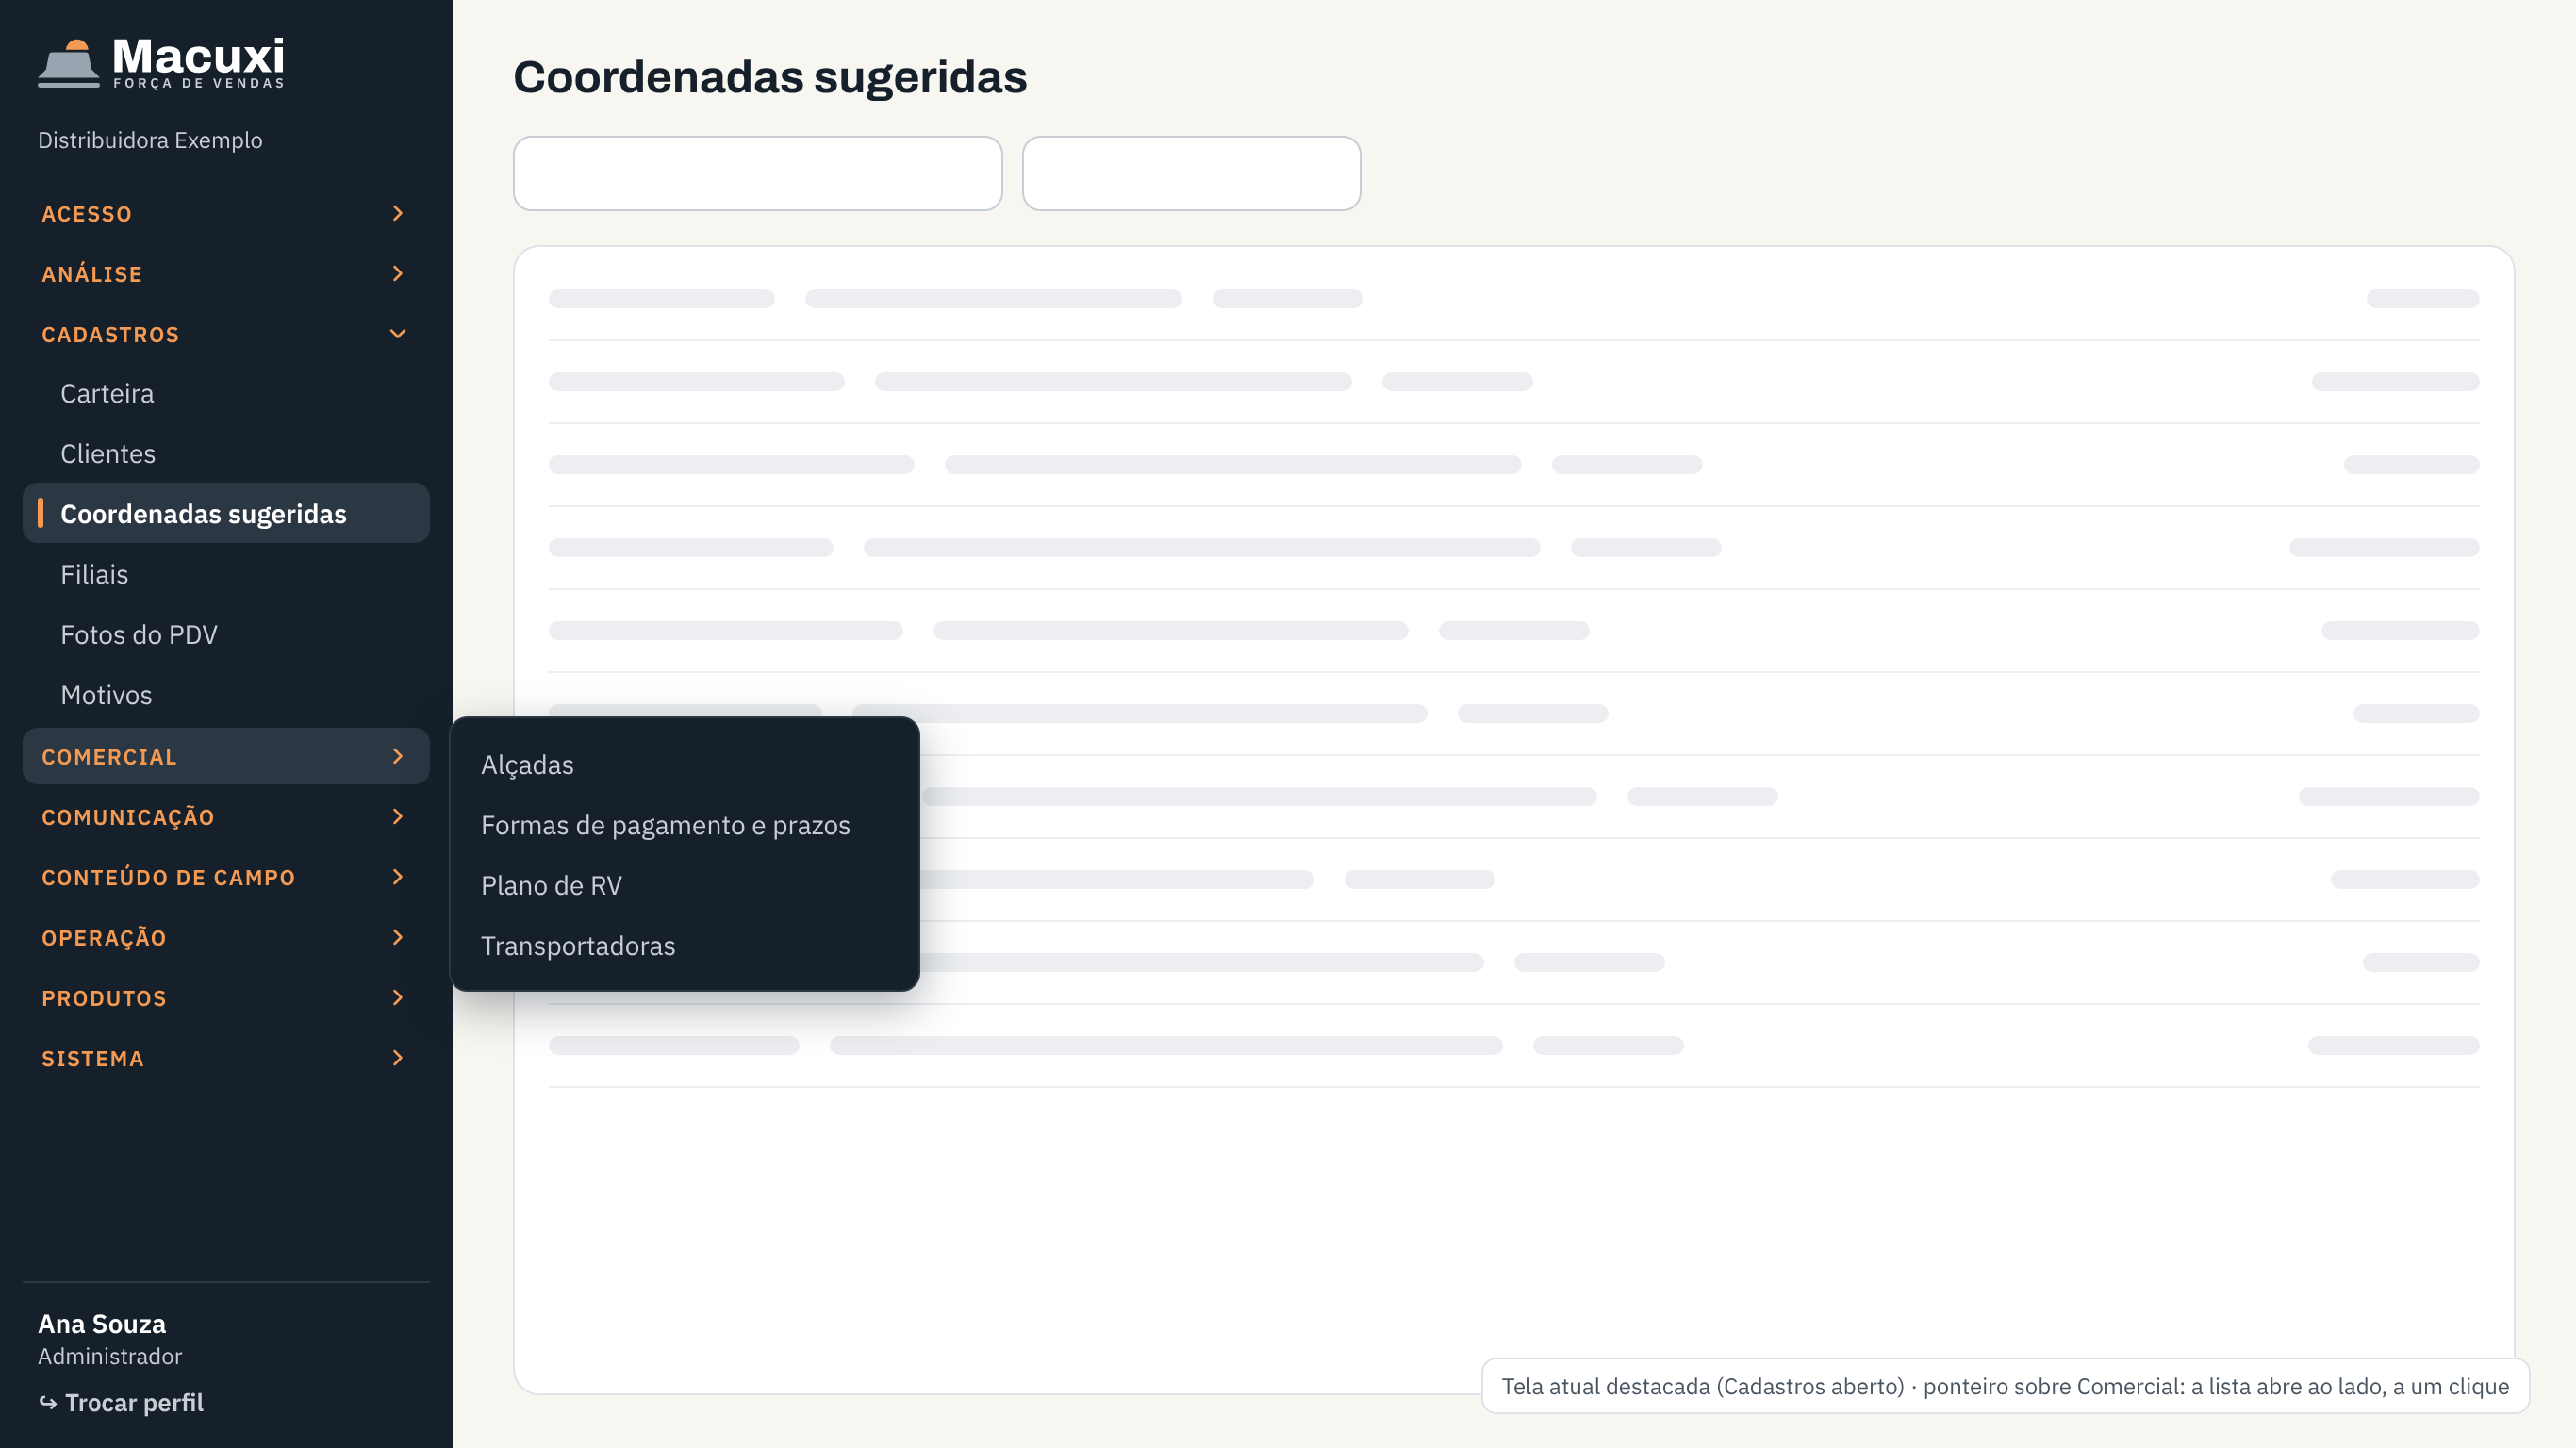 Macuxi
FORÇA DE VENDAS
Distribuidora Exemplo
ACESSO
ANÁLISE
CADASTROS
Carteira
Clientes
Coordenadas sugeridas
Filiais
Fotos do PDV
Motivos
COMERCIAL
COMUNICAÇÃO
CONTEÚDO DE CAMPO
OPERAÇÃO
PRODUTOS
SISTEMA
Ana Souza
Administrador
↪ Trocar perfil
Coordenadas sugeridas
Alçadas
Formas de pagamento e prazos
Plano de RV
Transportadoras
Tela atual destacada (Cadastros aberto) · ponteiro sobre Comercial: a lista abre ao lado, a um clique